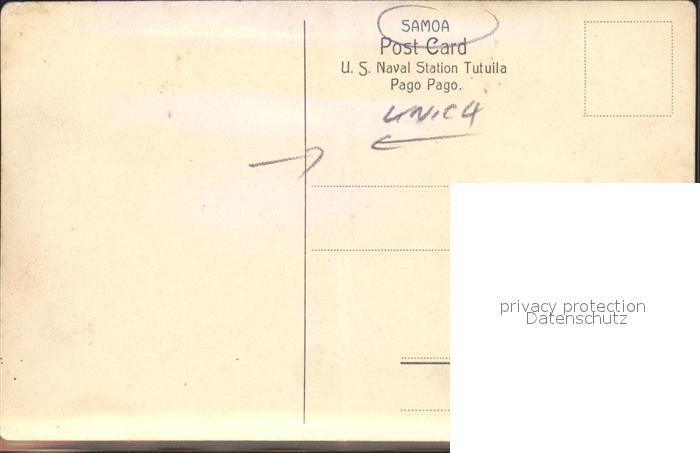 SAMOA
Post Card
U. S. Naval Station Tutuila
Pago Pago.
UNICA
privacy protection
Datenschutz